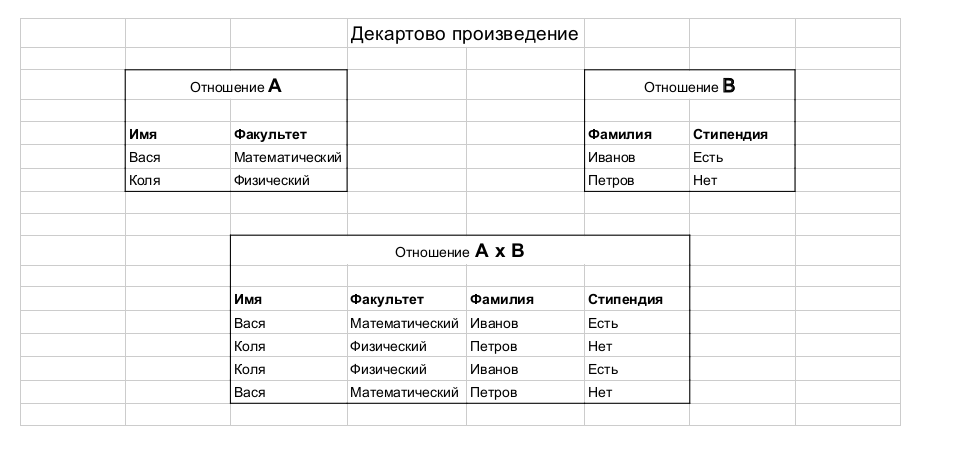 Декартово произведение
Отношение A Отношение B
Имя Факультет Фамилия Стипендия
Вася Математический Иванов Есть
Коля Физический Петров Нет
Отношение A x B
Имя Факультет Фамилия Стипендия
Вася Математический Иванов Есть
Коля Физический Петров Нет
Коля Физический Иванов Есть
Вася Математический Петров Нет